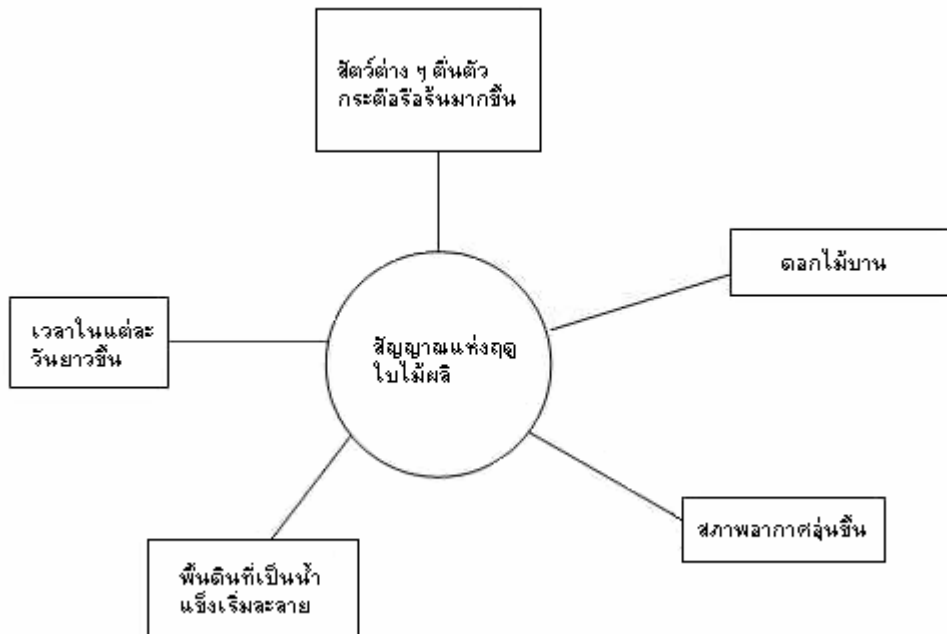 สัตว์ต่าง ๆ ตื่นตัว
กระตือรือร้นมากขึ้น
ดอกไม้บาน
เวลาในแต่ละ
วันยาวขึ้น
สัญญาณแห่งฤดู
ใบไม้ผลิ
สภาพอากาศอุ่นขึ้น
พื้นดินที่เป็นน้ำ
แข็งเริ่มละลาย